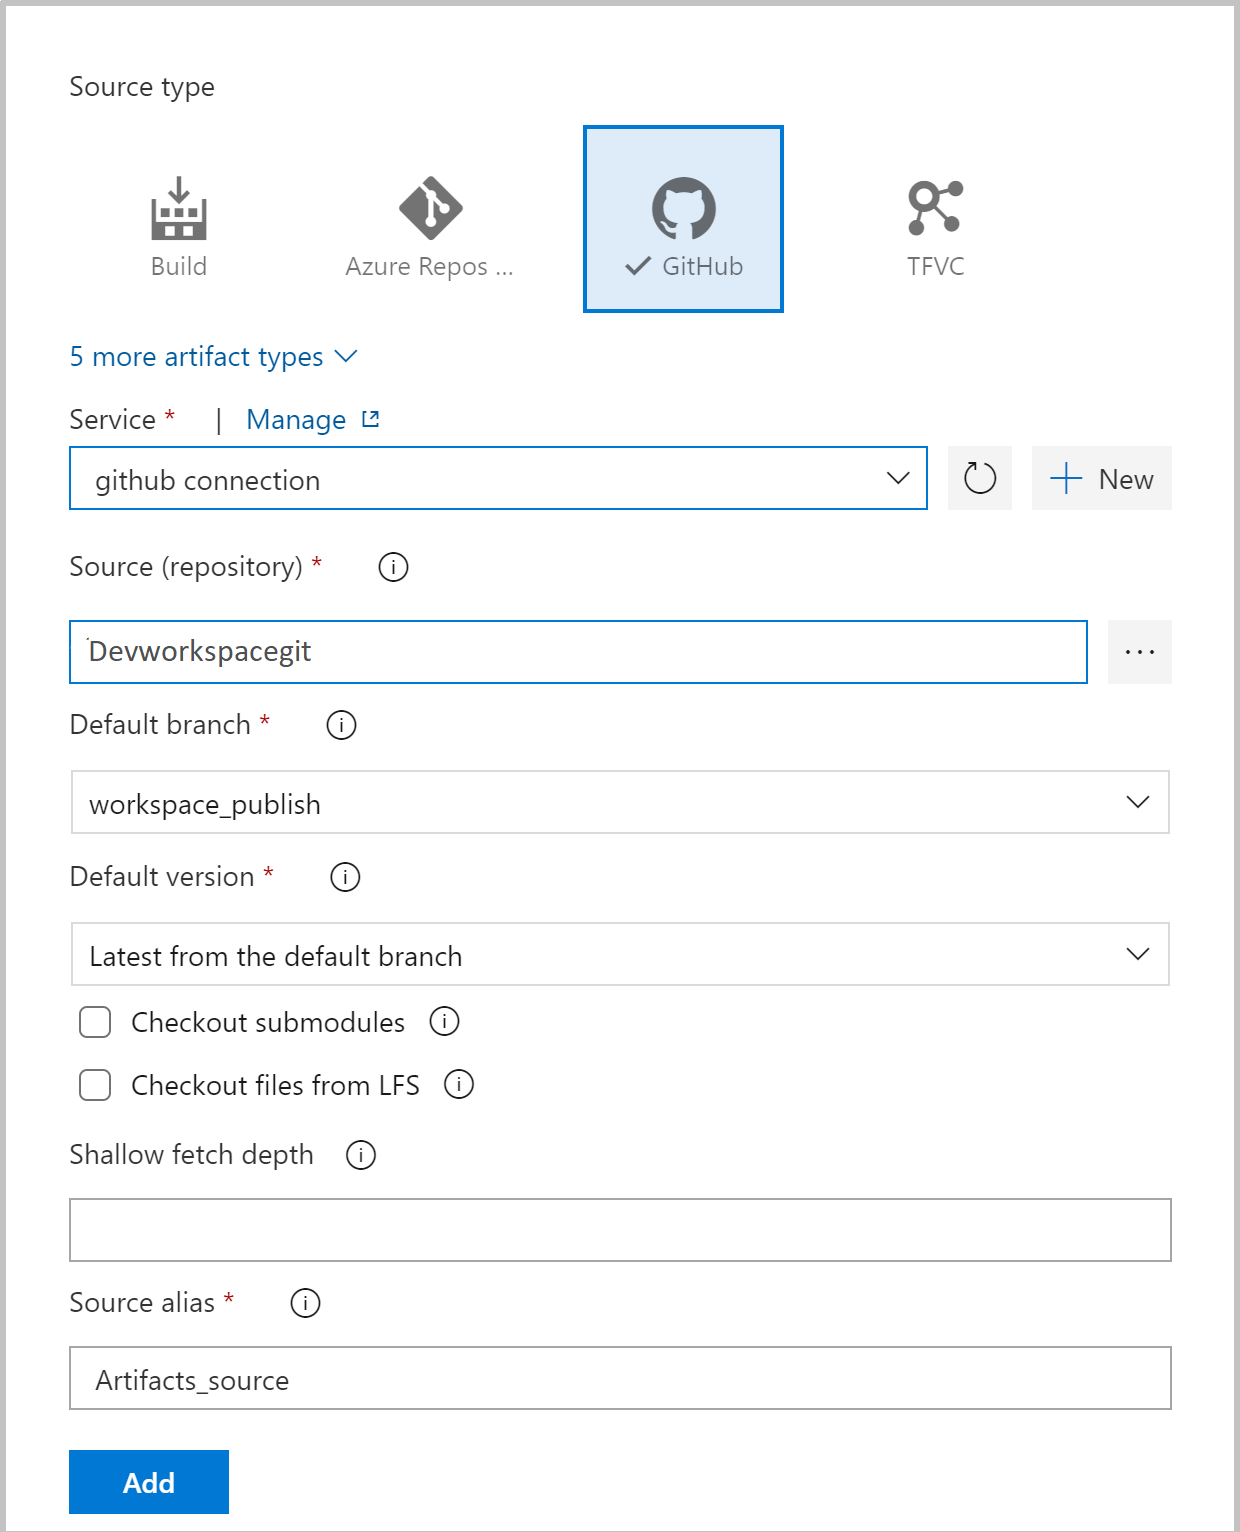 Source type
Build
Azure Repos ...
GitHub
TFVC
5 more artifact types
Service * | Manage
github connection
New
Source (repository) *
Devworkspacegit
...
Default branch *
workspace_publish
Default version *
Latest from the default branch
Checkout submodules
Checkout files from LFS
Shallow fetch depth
Source alias *
Artifacts_source
Add